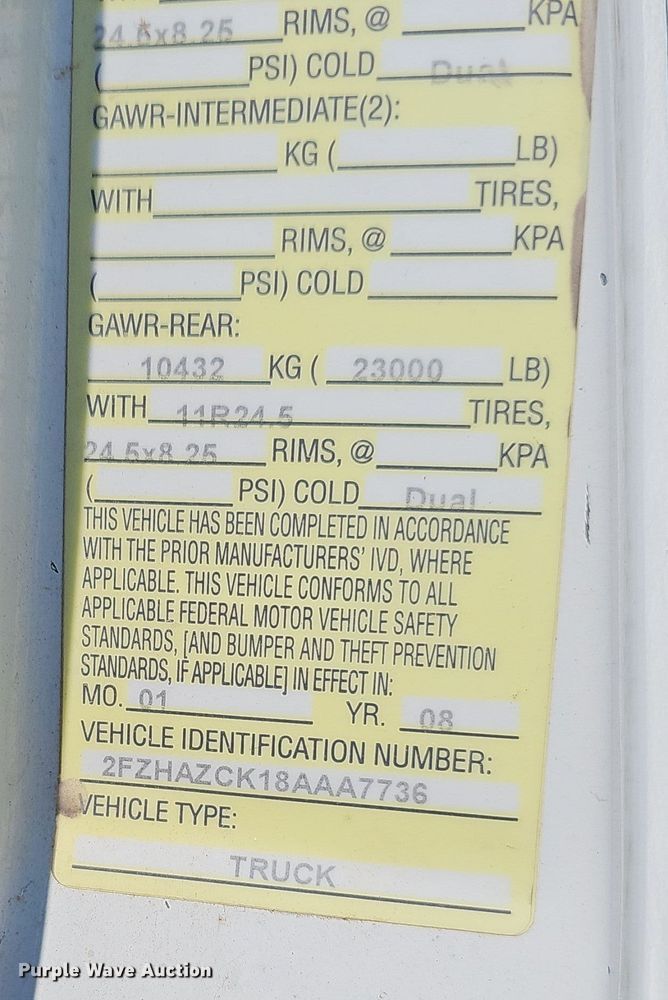 24.5x8.25 RIMS, @ KPA
( PSI) COLD Dual
GAWR-INTERMEDIATE(2):
KG ( LB)
WITH TIRES,
RIMS, @ KPA
( PSI) COLD
GAWR-REAR:
10432 KG ( 23000 LB)
WITH 11R24.5 TIRES,
24.5x8.25 RIMS, @ KPA
( PSI) COLD Dual
THIS VEHICLE HAS BEEN COMPLETED IN ACCORDANCE
WITH THE PRIOR MANUFACTURERS' IVD, WHERE
APPLICABLE. THIS VEHICLE CONFORMS TO ALL
APPLICABLE FEDERAL MOTOR VEHICLE SAFETY
STANDARDS, [AND BUMPER AND THEFT PREVENTION
STANDARDS, IF APPLICABLE] IN EFFECT IN:
MO. 01 YR. 08
VEHICLE IDENTIFICATION NUMBER:
2FZHAZCK18AAA7736
VEHICLE TYPE:
TRUCK
Purple Wave Auction